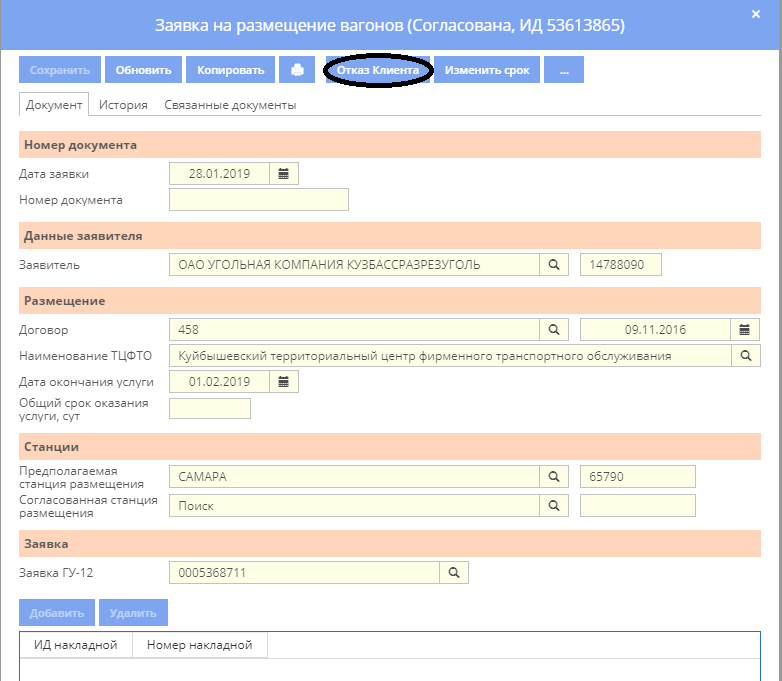 Заявка на размещение вагонов (Согласована, ИД 53613865)
×
Сохранить Обновить Копировать Отказ Клиента Изменить срок ...
Документ История Связанные документы
Номер документа
Дата заявки 28.01.2019
Номер документа
Данные заявителя
Заявитель ОАО УГОЛЬНАЯ КОМПАНИЯ КУЗБАССРАЗРЕЗУГОЛЬ 14788090
Размещение
Договор 458 09.11.2016
Наименование ТЦФТО Куйбышевский территориальный центр фирменного транспортного обслуживания
Дата окончания услуги 01.02.2019
Общий срок оказания
услуги, сут
Станции
Предполагаемая
станция размещения САМАРА 65790
Согласованная станция
размещения Поиск
Заявка
Заявка ГУ-12 0005368711
Добавить Удалить
ИД накладной Номер накладной